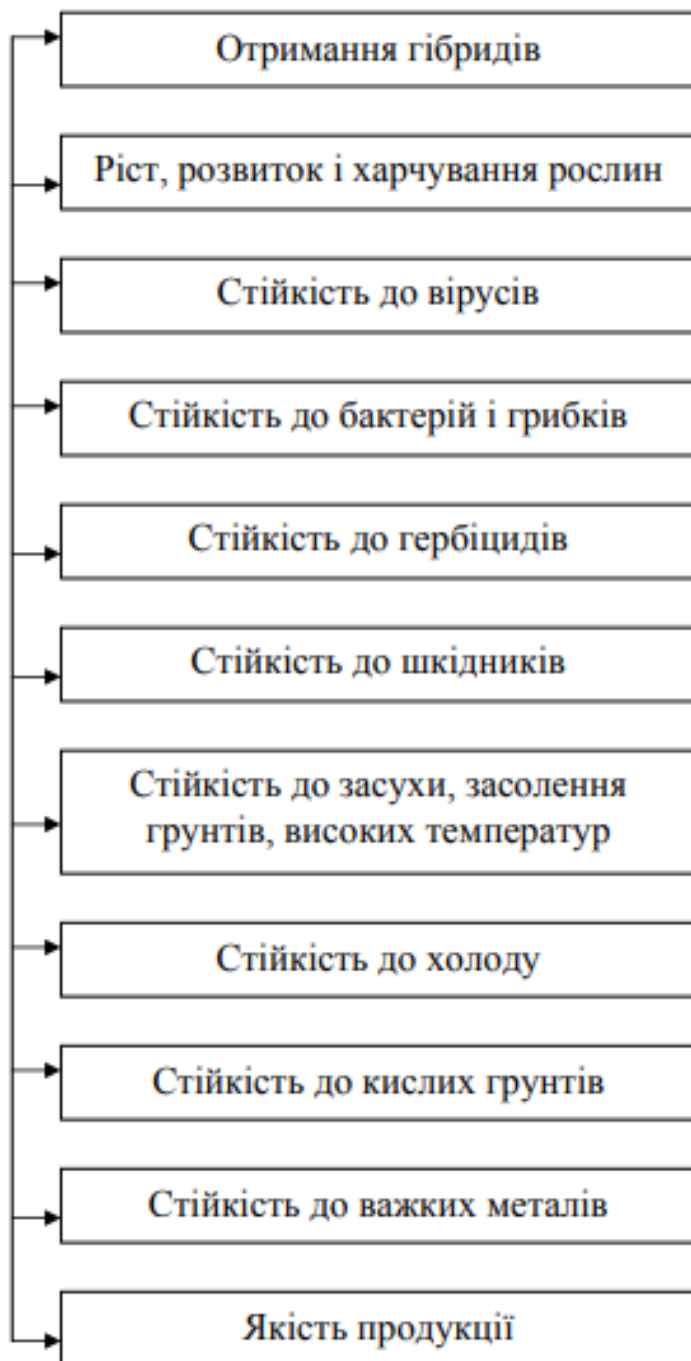 Отримання гібридів
Ріст, розвиток і харчування рослин
Стійкість до вірусів
Стійкість до бактерій і грибків
Стійкість до гербіцидів
Стійкість до шкідників
Стійкість до засухи, засолення
грунтів, високих температур
Стійкість до холоду
Стійкість до кислих грунтів
Стійкість до важких металів
Якість продукції